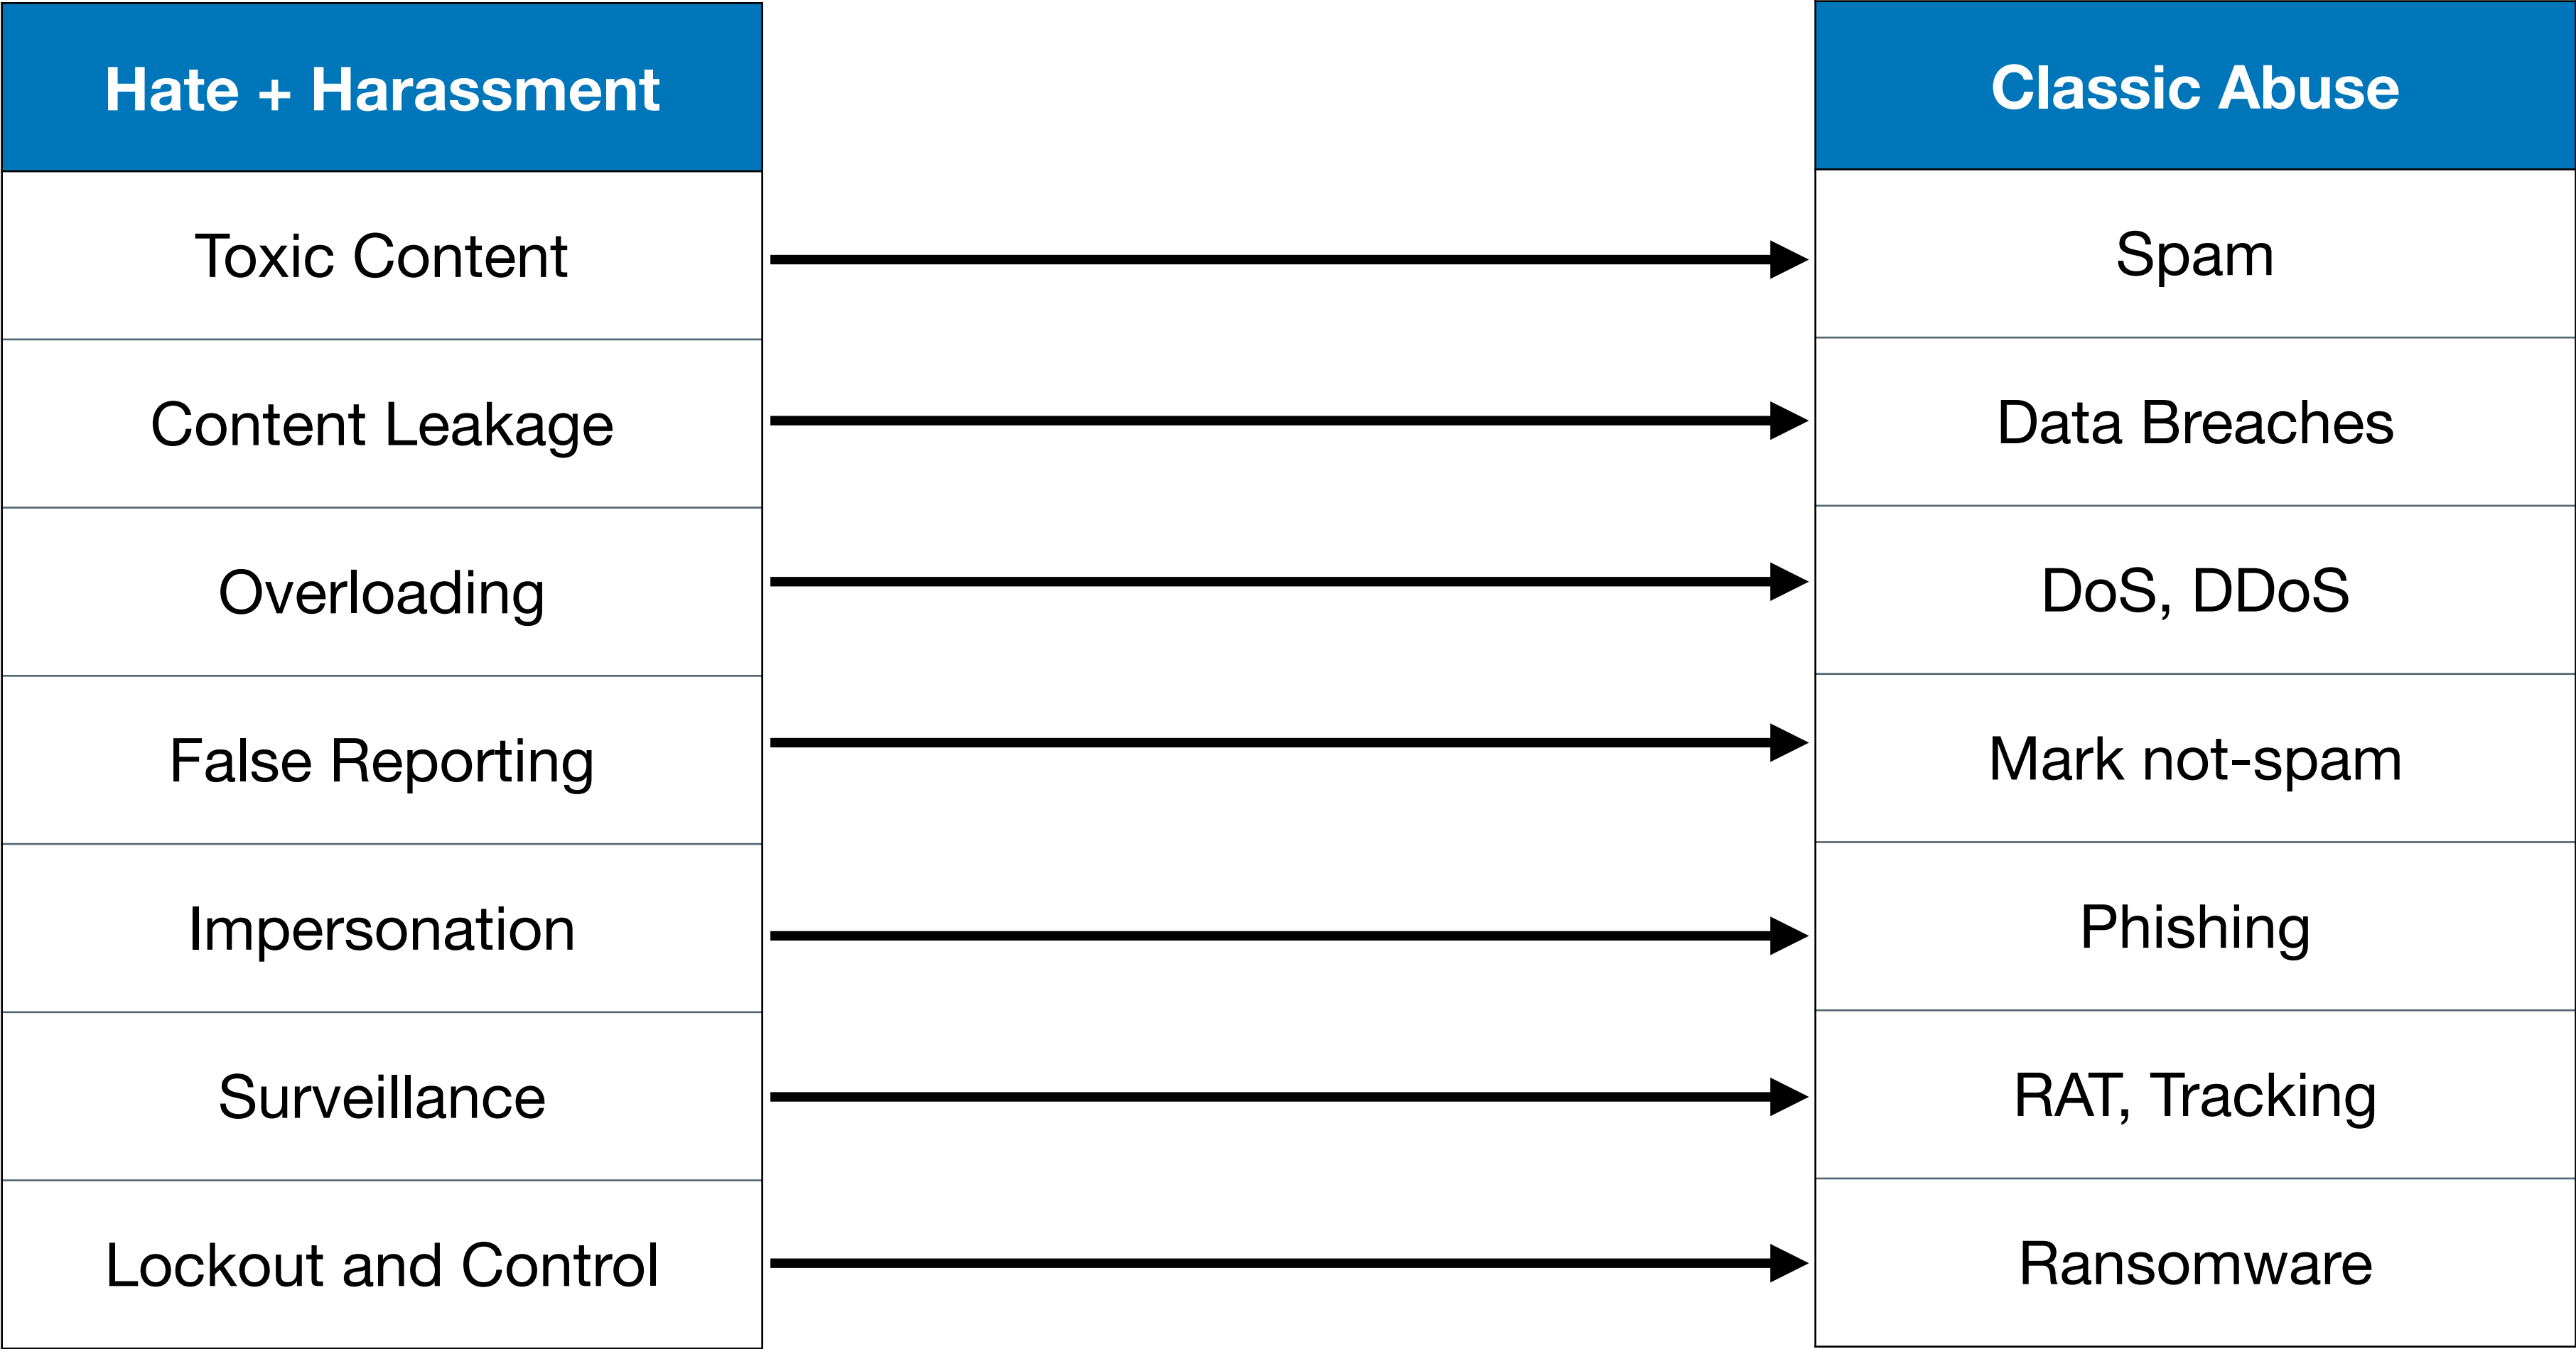 Hate + Harassment
Classic Abuse
Toxic Content
Spam
Content Leakage
Data Breaches
Overloading
DoS, DDoS
False Reporting
Mark not-spam
Impersonation
Phishing
Surveillance
RAT, Tracking
Lockout and Control
Ransomware